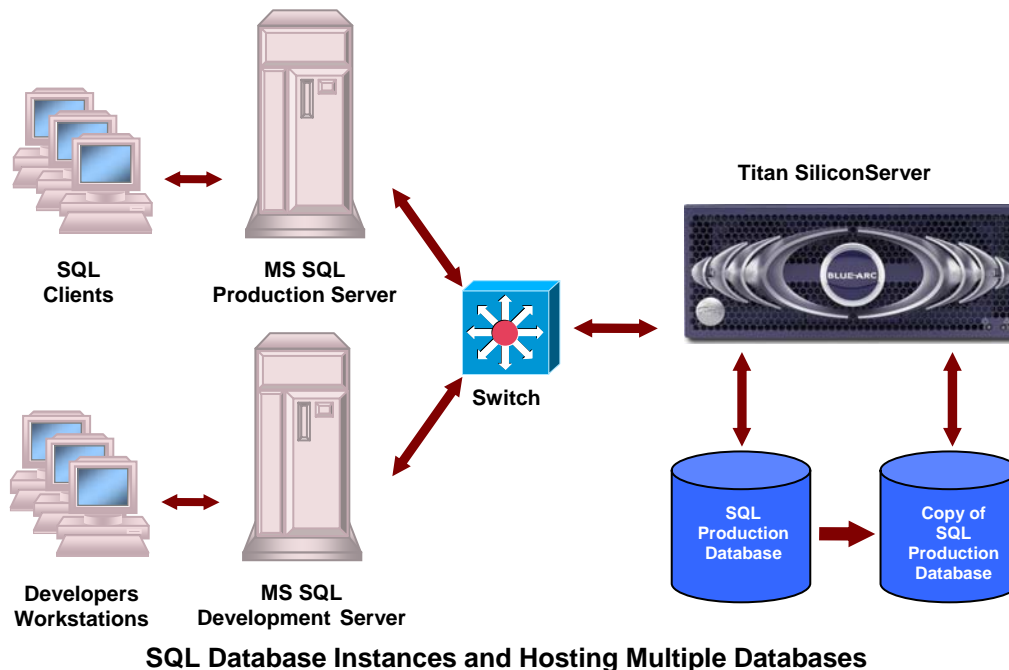 Titan SiliconServer
BLUE ARC
SQL
Clients
MS SQL
Production Server
Switch
SQL
Production
Database
Copy of
SQL
Production
Database
Developers
Workstations
MS SQL
Development Server
SQL Database Instances and Hosting Multiple Databases